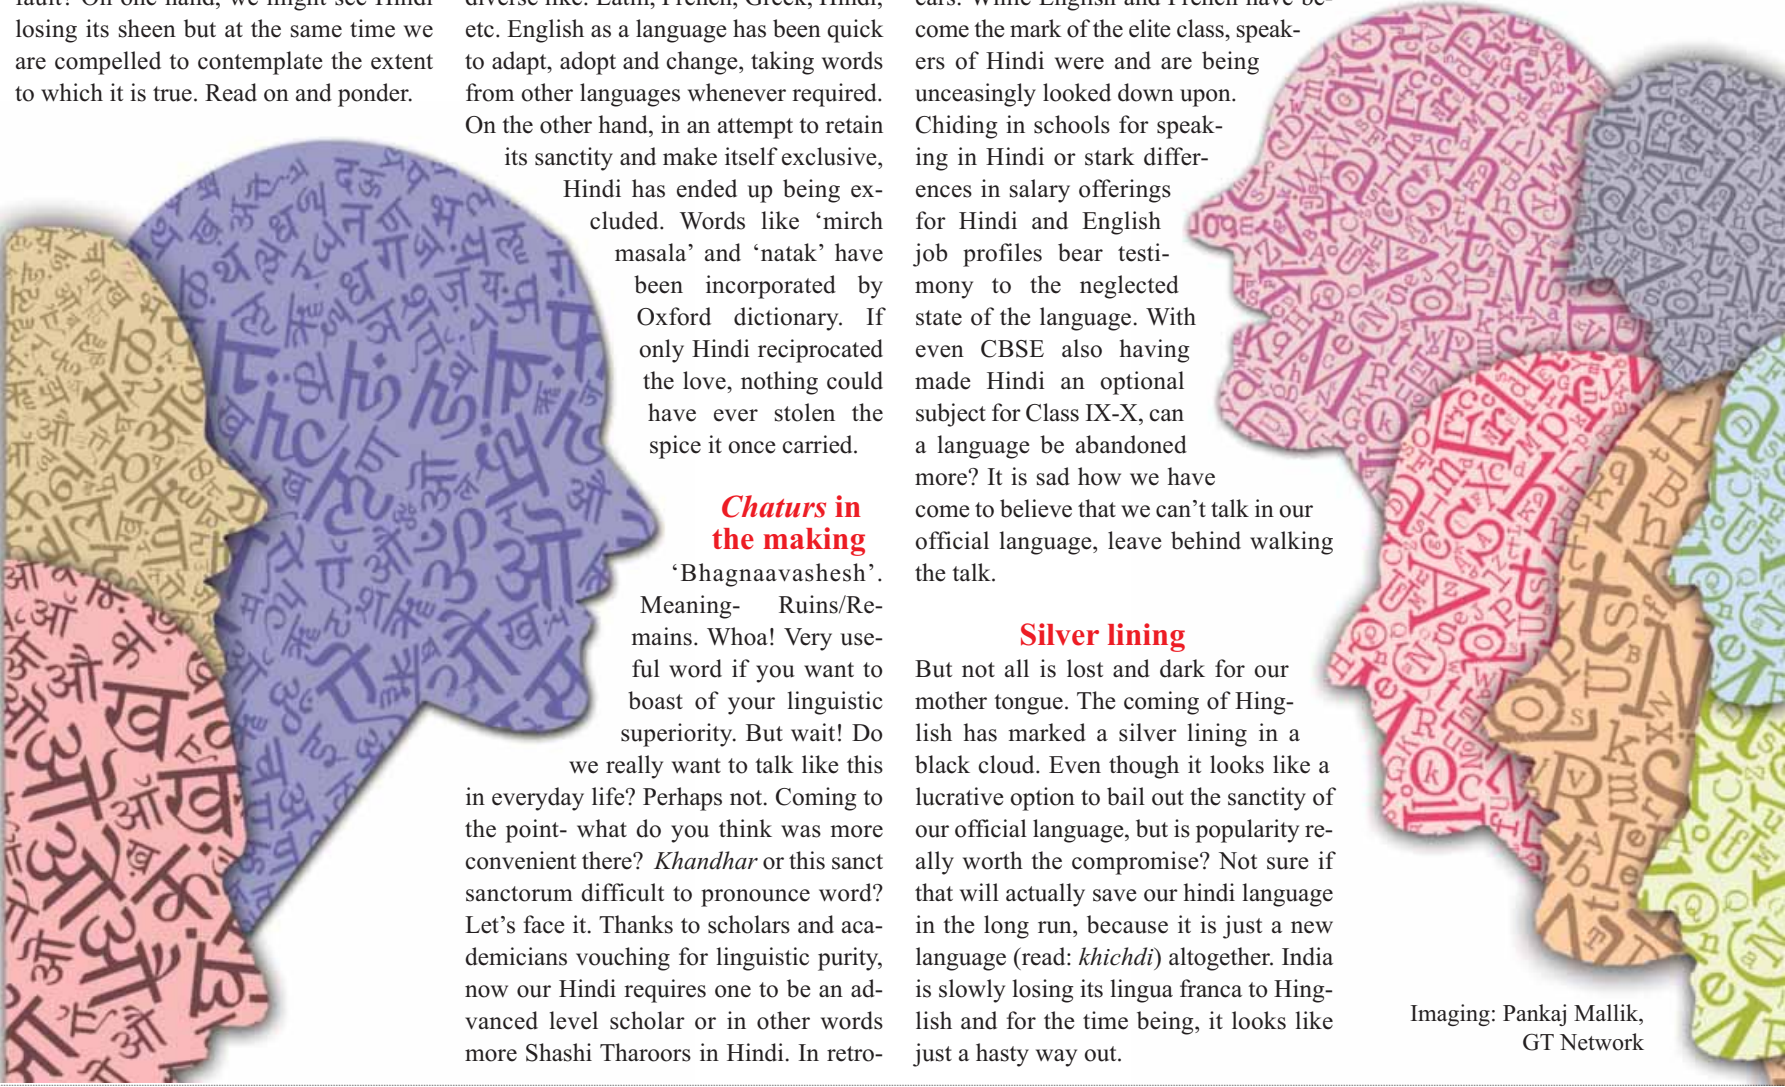 losing its sheen but at the same time we
are compelled to contemplate the extent
to which it is true. Read on and ponder.
etc. English as a language has been quick
to adapt, adopt and change, taking words
from other languages whenever required.
On the other hand, in an attempt to retain
its sanctity and make itself exclusive,
Hindi has ended up being ex-
cluded. Words like ‘mirch
masala’ and ‘natak’ have
been incorporated by
Oxford dictionary. If
only Hindi reciprocated
the love, nothing could
have ever stolen the
spice it once carried.
Chaturs in
the making
‘Bhagnaavashesh’.
Meaning- Ruins/Re-
mains. Whoa! Very use-
ful word if you want to
boast of your linguistic
superiority. But wait! Do
we really want to talk like this
in everyday life? Perhaps not. Coming to
the point- what do you think was more
convenient there? Khandhar or this sanct
sanctorum difficult to pronounce word?
Let’s face it. Thanks to scholars and aca-
demicians vouching for linguistic purity,
now our Hindi requires one to be an ad-
vanced level scholar or in other words
more Shashi Tharoors in Hindi. In retro-
come the mark of the elite class, speak-
ers of Hindi were and are being
unceasingly looked down upon.
Chiding in schools for speak-
ing in Hindi or stark differ-
ences in salary offerings
for Hindi and English
job profiles bear testi-
mony to the neglected
state of the language. With
even CBSE also having
made Hindi an optional
subject for Class IX-X, can
a language be abandoned
more? It is sad how we have
come to believe that we can’t talk in our
official language, leave behind walking
the talk.
Silver lining
But not all is lost and dark for our
mother tongue. The coming of Hing-
lish has marked a silver lining in a
black cloud. Even though it looks like a
lucrative option to bail out the sanctity of
our official language, but is popularity re-
ally worth the compromise? Not sure if
that will actually save our hindi language
in the long run, because it is just a new
language (read: khichdi) altogether. India
is slowly losing its lingua franca to Hing-
lish and for the time being, it looks like
just a hasty way out.
Imaging: Pankaj Mallik,
GT Network